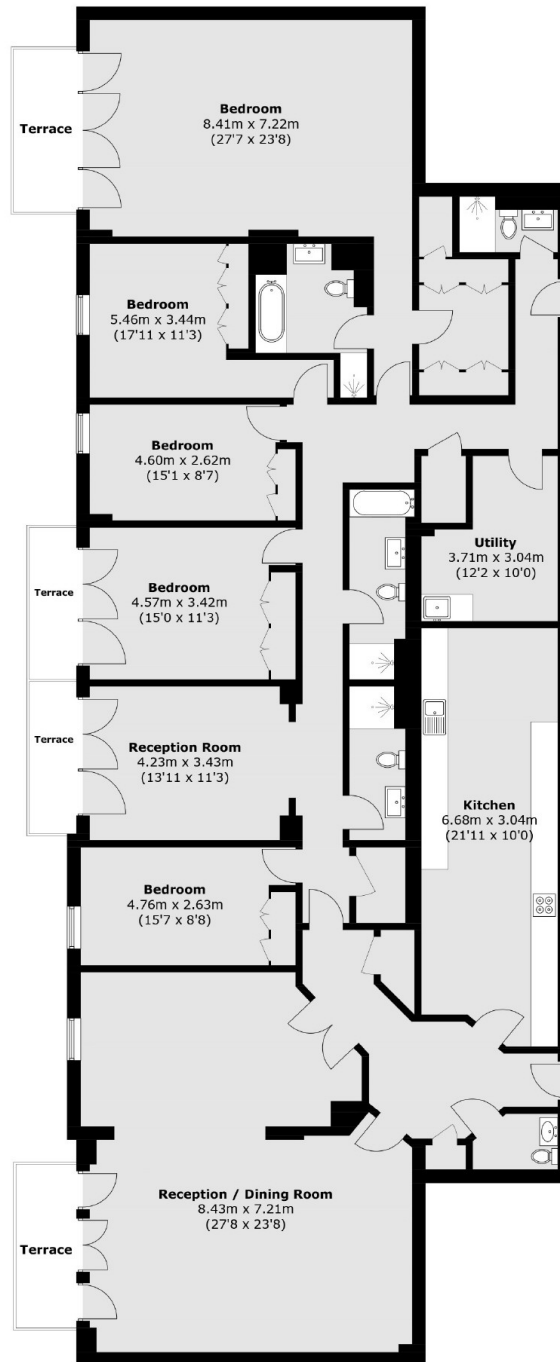 Bedroom
8.41m x 7.22m
(27'7 x 23'8)
Terrace
Bedroom
5.46m x 3.44m
(17'11 x 11'3)
Bedroom
4.60m x 2.62m
(15'1 x 8'7)
Utility
3.71m x 3.04m
(12'2 x 10'0)
Bedroom
4.57m x 3.42m
(15'0 x 11'3)
Terrace
Terrace
Reception Room
4.23m x 3.43m
(13'11 x 11'3)
Kitchen
6.68m x 3.04m
(21'11 x 10'0)
Bedroom
4.76m x 2.63m
(15'7 x 8'8)
Reception / Dining Room
8.43m x 7.21m
(27'8 x 23'8)
Terrace